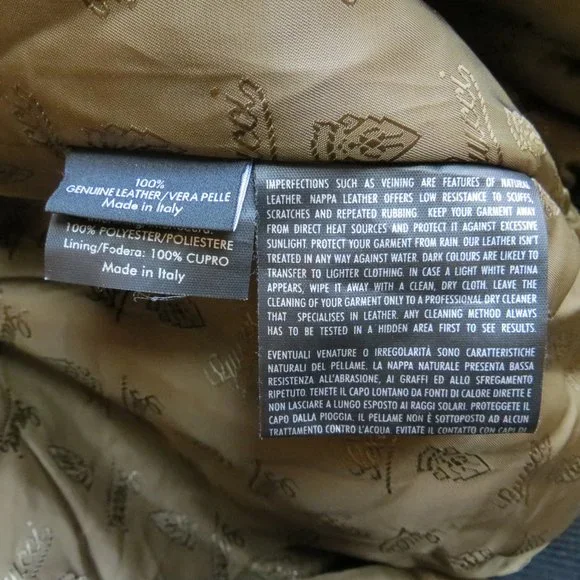 100%
GENUINE LEATHER/VERA PELLE
Made in Italy
100% POLYESTER/POLIESTERE
Lining/Fodera: 100% CUPRO
Made in Italy
IMPERFECTIONS SUCH AS VEINING ARE FEATURES OF NATURAL
LEATHER. NAPPA LEATHER OFFERS LOW RESISTANCE TO SCUFFS,
SCRATCHES AND REPEATED RUBBING. KEEP YOUR GARMENT AWAY
FROM DIRECT HEAT SOURCES AND PROTECT IT AGAINST EXCESSIVE
SUNLIGHT PROTECT YOUR GARMENT FROM RAIN. OUR LEATHER ISN'T
TREATED IN ANY WAY AGAINST WATER. DARK COLOURS ARE LIKELY TO
TRANSFER TO LIGHTER CLOTHING. IN CASE A LIGHT WHITE PATINA
APPEARS, WIPE IT AWAY WITH A CLEAN, DRY CLOTH. LEAVE THE
CLEANING OF YOUR GARMENT ONLY TO A PROFESSIONAL DRY CLEANER
THAT SPECIALISES IN LEATHER. ANY CLEANING METHOD ALWAYS
HAS TO BE TESTED IN A HIDDEN AREA FIRST TO SEE RESULTS.
EVENTUALI VENATURE O IRREGOLARITÀ SONO CARATTERISTICHE
NATURALI DEL PELLAME. LA NAPPA NATURALE PRESENTA BASSA
RESISTENZA ALL'ABRASIONE, AI GRAFFI ED ALLO SFREGAMENTO
RIPETUTO. TENETE IL CAPO LONTANO DA FONTI DI CALORE DIRETTE E
NON LASCIARE A LUNGO ESPOSTO AI RAGGI SOLARI. PROTEGGETE IL
CAPO DALLA PIOGGIA. IL PELLAME NON È SOTTOPOSTO AD ALCUN
TRATTAMENTO CONTRO L'ACQUA. EVITATE IL CONTATTO CON CAPI DI